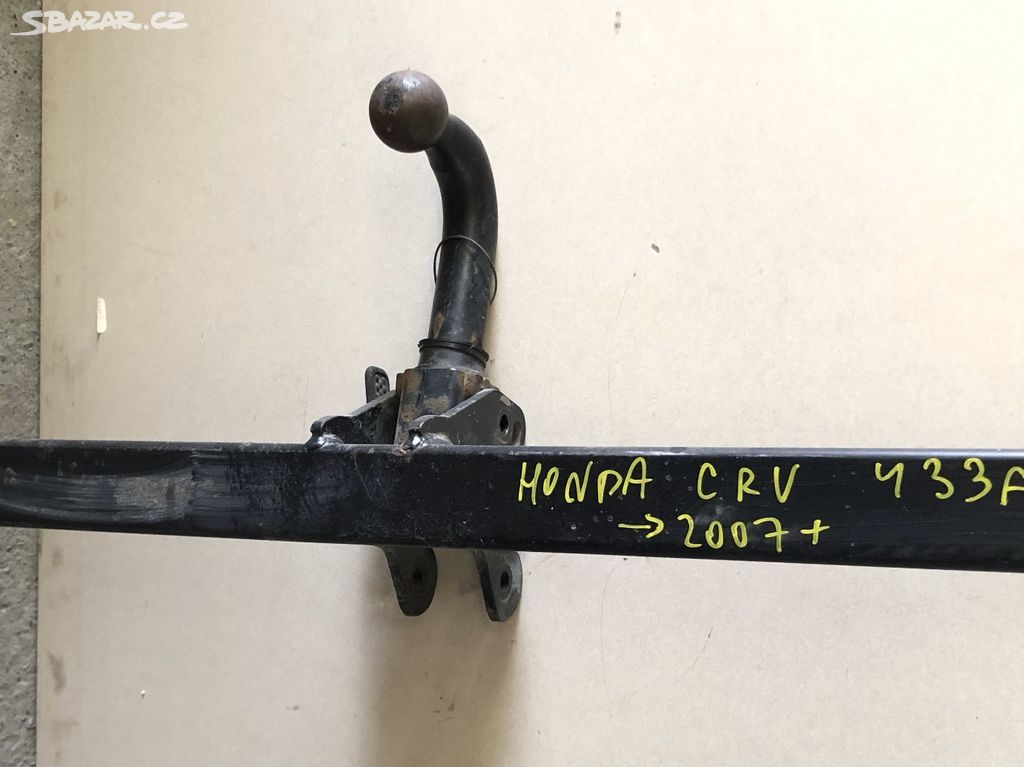 SBAZAR.CZ
HONDA CRV 433A
→2007+